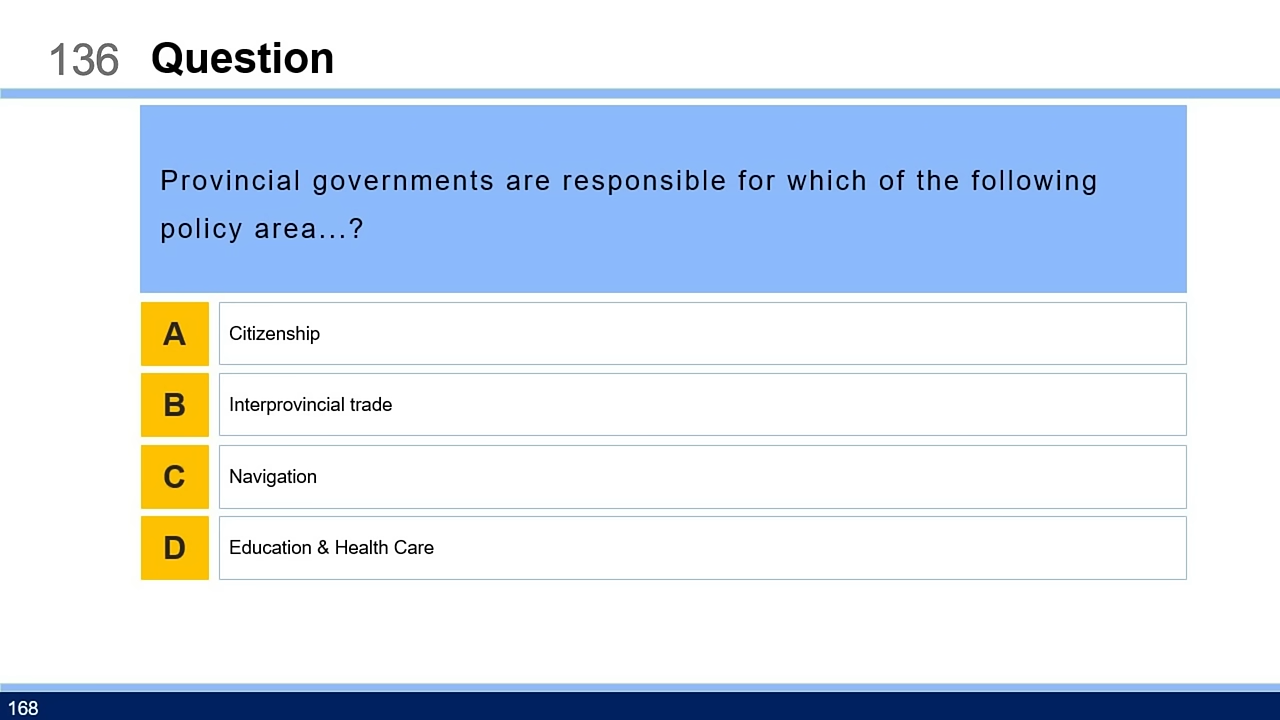 136 Question
Provincial governments are responsible for which of the following
policy area...?
A Citizenship
B Interprovincial trade
C Navigation
D Education & Health Care
168